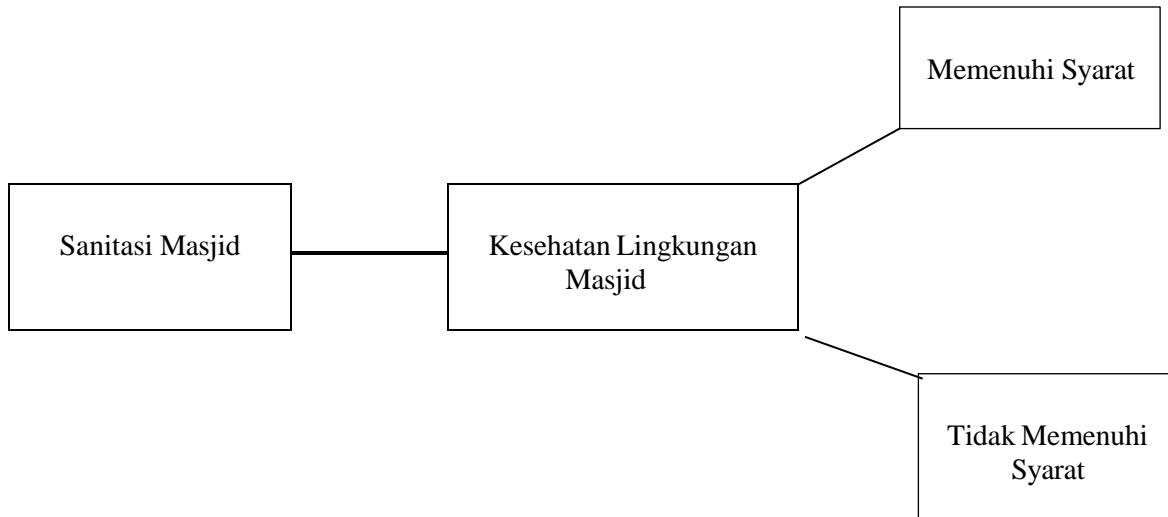 Memenuhi Syarat
Sanitasi Masjid
Kesehatan Lingkungan
Masjid
Tidak Memenuhi
Syarat